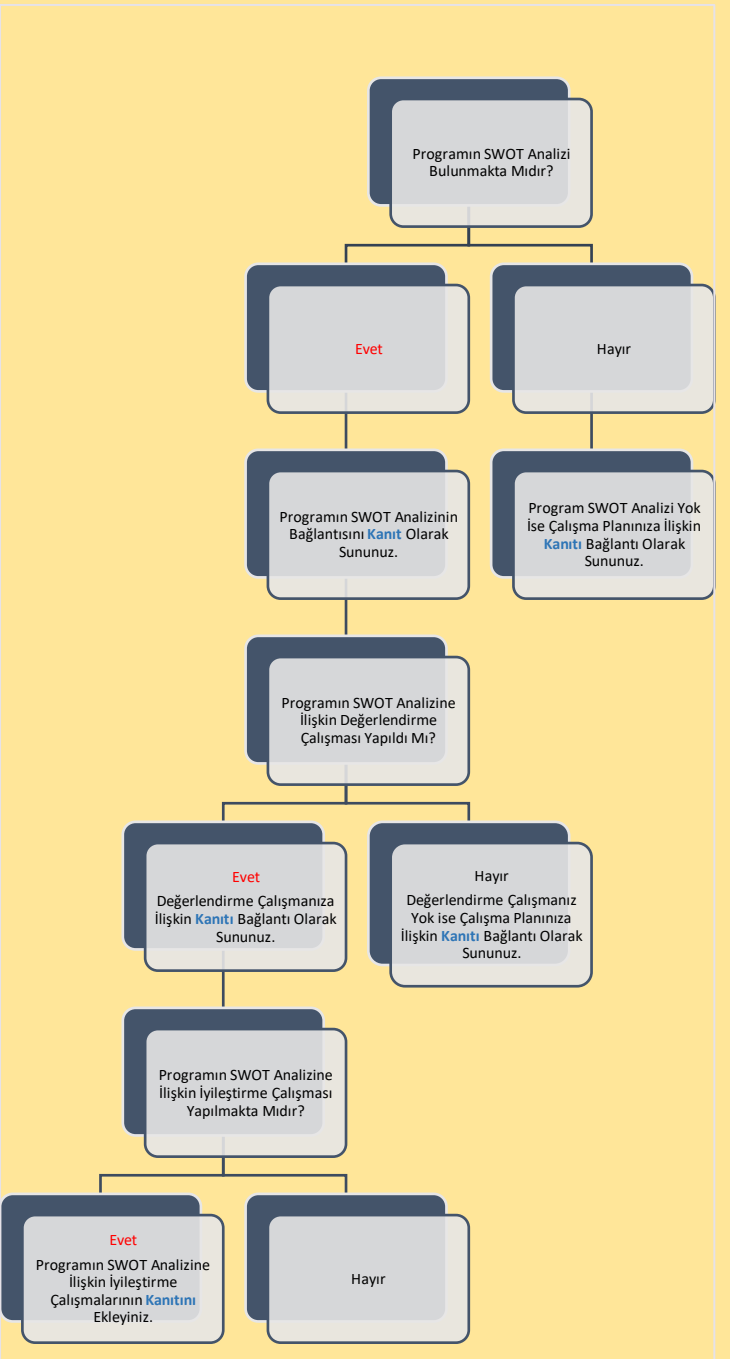 Programın SWOT Analizi
Bulunmakta Mıdır?
Evet
Hayır
Programın SWOT Analizinin
Bağlantısını Kanıt Olarak
Sununuz.
Program SWOT Analizi Yok
İse Çalışma Planınıza İlişkin
Kanıtı Bağlantı Olarak
Sununuz.
Programın SWOT Analizine
İlişkin Değerlendirme
Çalışması Yapıldı Mı?
Evet
Değerlendirme Çalışmanıza
İlişkin Kanıtı Bağlantı Olarak
Sununuz.
Hayır
Değerlendirme Çalışmanız
Yok ise Çalışma Planınıza
İlişkin Kanıtı Bağlantı Olarak
Sununuz.
Programın SWOT Analizine
İlişkin İyileştirme Çalışması
Yapılmakta Mıdır?
Evet
Programın SWOT Analizine
İlişkin İyileştirme
Çalışmalarının Kanıtını
Ekleyiniz.
Hayır